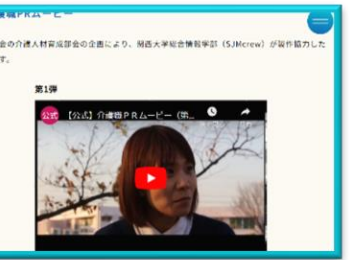 護職PRムービー
会の介護人材育成部会の企画により、関西大学総合情報学部（SJMcrew）が製作協力した
す。
第1弾
公式 【公式】介護職PRムービー（第...